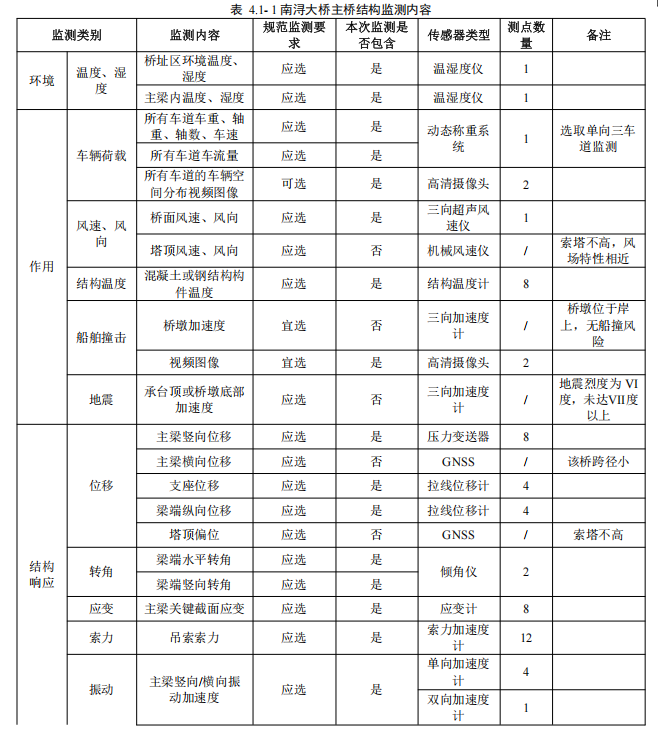 表 4.1- 1 南浔大桥主桥结构监测内容
监测类别 监测内容 规范监测要求 本次监测是否包含 传感器类型 测点数量 备注
环境 温度、湿度 桥址区环境温度、湿度 应选 是 温湿度仪 1
主梁内温度、湿度 应选 是 温湿度仪 1
作用 车辆荷载 所有车道车重、轴重、轴数、车速 应选 是 动态称重系统 1 选取单向三车道监测
所有车道车流量 应选 是
所有车道的车辆空间分布视频图像 可选 是 高清摄像头 2
风速、风向 桥面风速、风向 应选 是 三向超声风速仪 1
塔顶风速、风向 应选 否 机械风速仪 / 索塔不高，风场特性相近
结构温度 混凝土或钢结构构件温度 应选 是 结构温度计 8
船舶撞击 桥墩加速度 宜选 否 三向加速度计 / 桥墩位于岸上，无船撞风险
视频图像 宜选 是 高清摄像头 2
地震 承台顶或桥墩底部加速度 应选 否 三向加速度计 / 地震烈度为 VI度，未达VII度以上
结构响应 位移 主梁竖向位移 应选 是 压力变送器 8
主梁横向位移 应选 否 GNSS / 该桥跨径小
支座位移 应选 是 拉线位移计 4
梁端纵向位移 应选 是 拉线位移计 4
塔顶偏位 应选 否 GNSS / 索塔不高
转角 梁端水平转角 应选 是 倾角仪 2
梁端竖向转角 应选 是
应变 主梁关键截面应变 应选 是 应变计 8
索力 吊索索力 应选 是 索力加速度计 12
振动 主梁竖向/横向振动加速度 应选 是 单向加速度计 4
双向加速度计 1